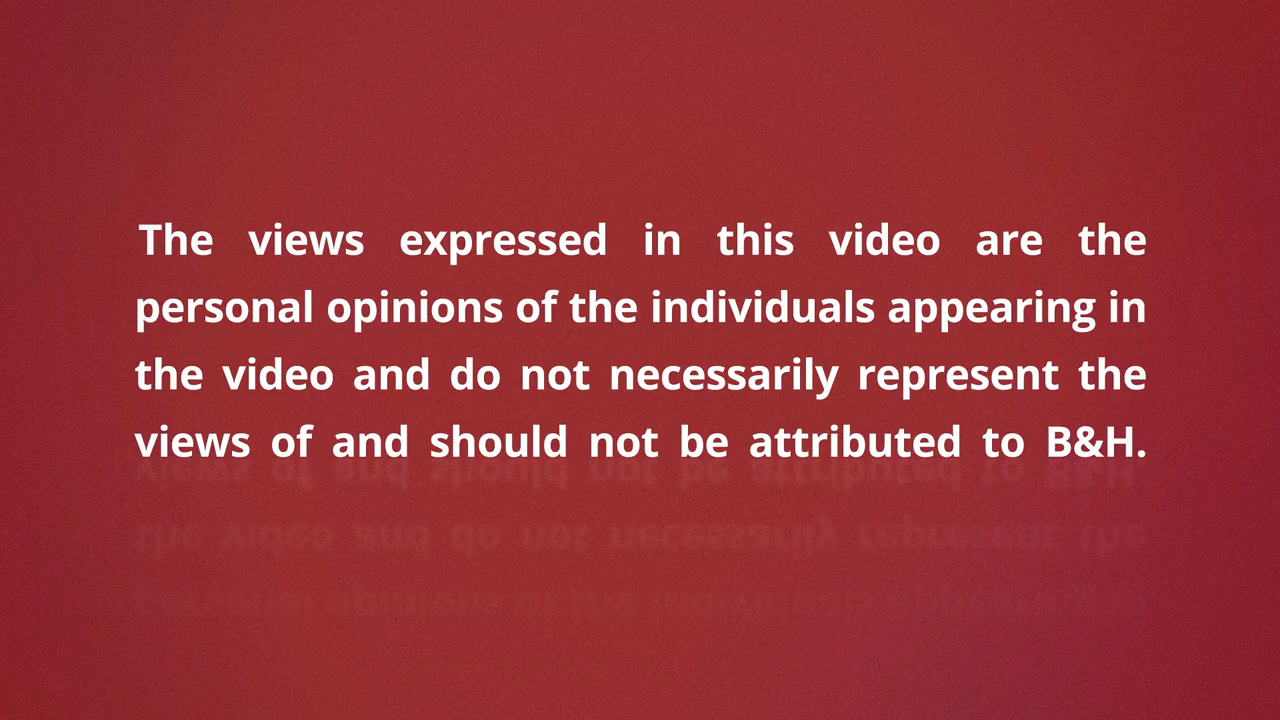 The views expressed in this video are the
personal opinions of the individuals appearing in
the video and do not necessarily represent the
views of and should not be attributed to B&H.